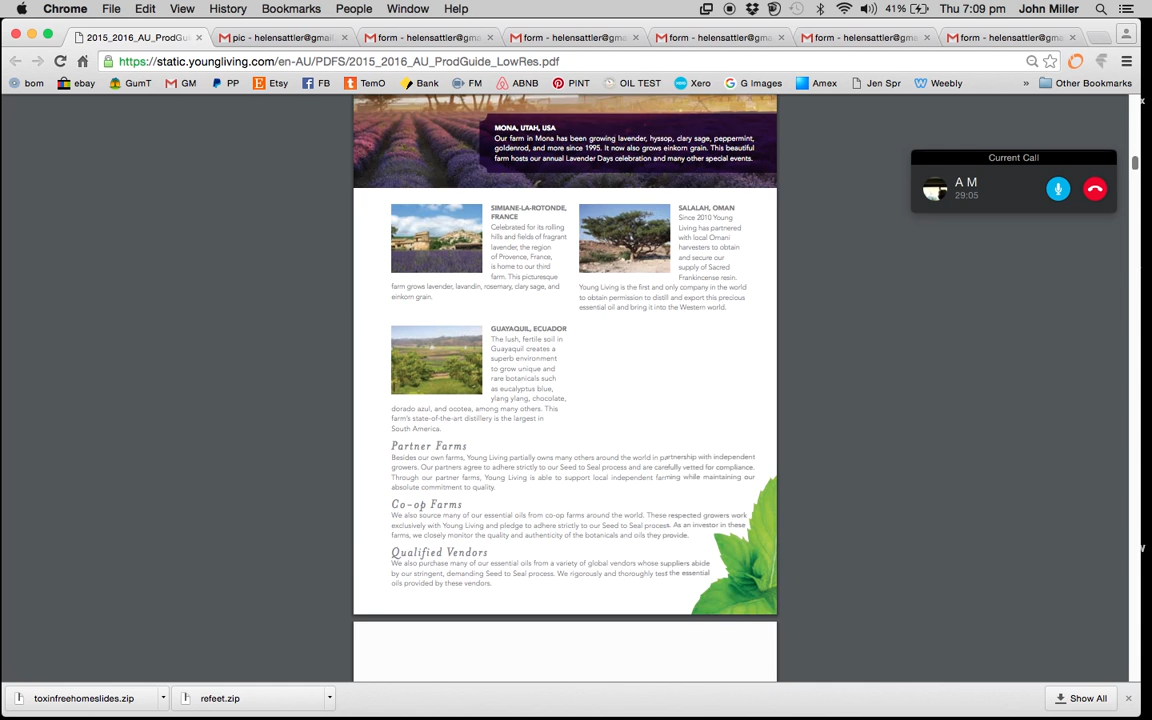 Chrome File Edit View History Bookmarks People Window Help 41% Thu 7:09 pm John Miller
2015_2016_AU_ProdGu pic - helensattler@gmail. form - helensattler@gma form - helensattler@gma form - helensattler@gma form - helensattler@gma form - helensattler@gma
https://static.youngliving.com/en-AU/PDFS/2015_2016_AU_ProdGuide_LowRes.pdf
bom ebay GumT GM PP Etsy FB TemO Bank FM ABNB PINT OIL TEST Xero G Images Amex Jen Spr Weebly » Other Bookmarks
MONA, UTAH, USA
Our farm in Mona has been growing lavender, hyssop, clary sage, peppermint,
goldenrod, and more since 1995. It now also grows einkorn grain. This beautiful
farm hosts our annual Lavender Days celebration and many other special events.
Current Call
A M
29:05
SIMIANE-LA-ROTONDE,
FRANCE
Celebrated for its rolling
hills and fields of fragrant
lavender, the region
of Provence, France,
is home to our third
farm. This picturesque
farm grows lavender, lavandin, rosemary, clary sage, and
einkorn grain.
SALALAH, OMAN
Since 2010 Young
Living has partnered
with local Omani
harvesters to obtain
and secure our
supply of Sacred
Frankincense resin.
Young Living is the first and only company in the world
to obtain permission to distill and export this precious
essential oil and bring it into the Western world.
GUAYAQUIL, ECUADOR
The lush, fertile soil in
Guayaquil creates a
superb environment
to grow unique and
rare botanicals such
as eucalyptus blue,
ylang ylang, chocolate,
dorado azul, and ocotea, among many others. This
farm's state-of-the-art distillery is the largest in
South America.
Partner Farms
Besides our own farms, Young Living partially owns many others around the world in partnership with independent
growers. Our partners agree to adhere strictly to our Seed to Seal process and are carefully vetted for compliance.
Through our partner farms, Young Living is able to support local independent farming while maintaining our
absolute commitment to quality.
Co-op Farms
We also source many of our essential oils from co-op farms around the world. These respected growers work
exclusively with Young Living and pledge to adhere strictly to our Seed to Seal process. As an investor in these
farms, we closely monitor the quality and authenticity of the botanicals and oils they provide.
Qualified Vendors
We also purchase many of our essential oils from a variety of global vendors whose suppliers abide
by our stringent, demanding Seed to Seal process. We rigorously and thoroughly test the essential
oils provided by these vendors.
toxinfreehomeslides.zip refeet.zip Show All